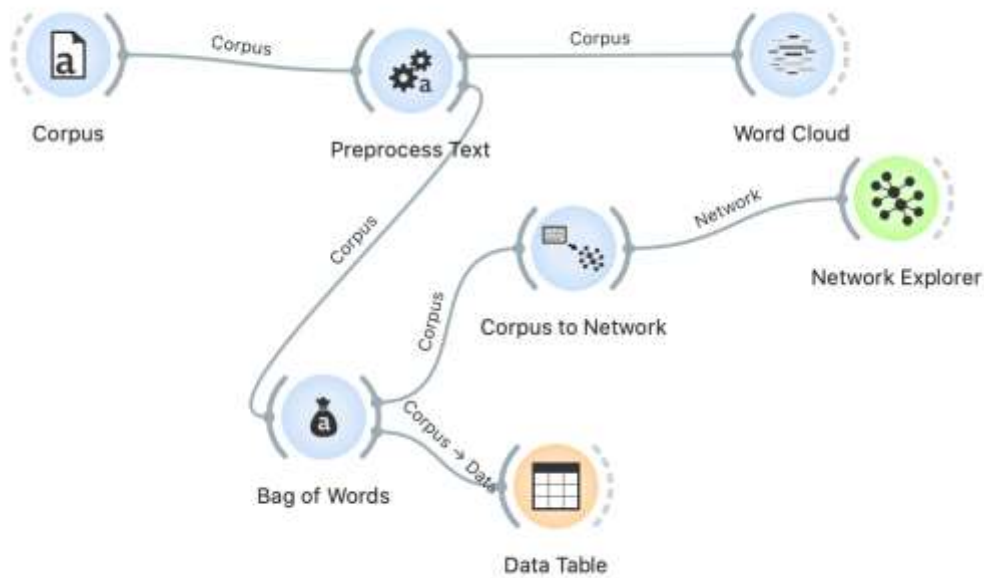 Corpus
Corpus
a
Corpus
a
Preprocess Text
Word Cloud
Corpus
Network
Network Explorer
Corpus
Corpus to Network
a
Bag of Words
Corpus → Data
Data Table